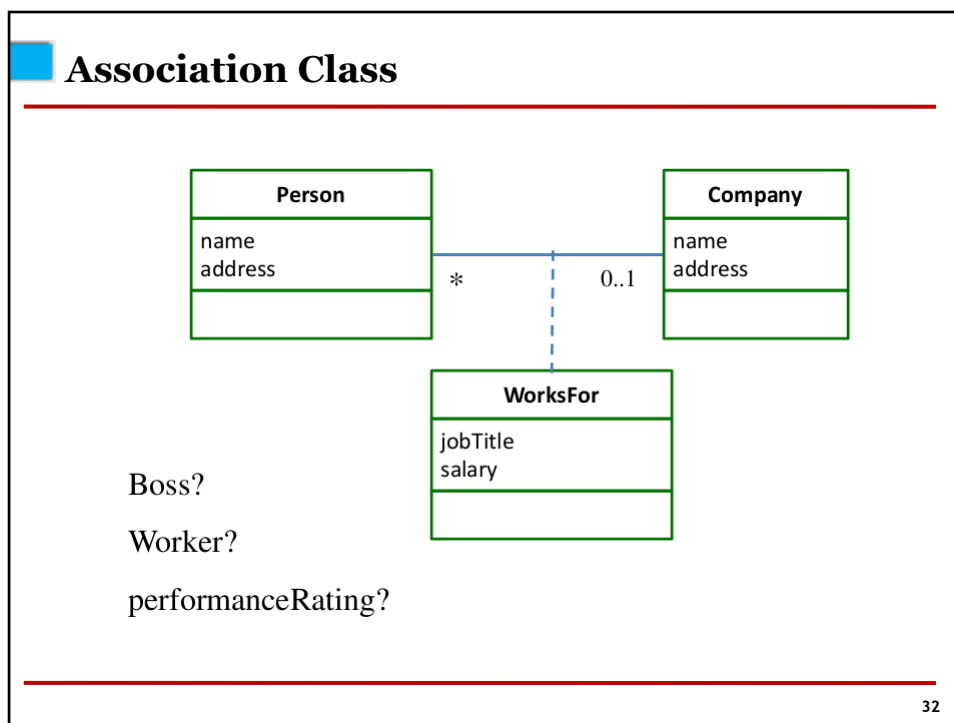 Association Class
Person
name
address
Company
name
address
*
0..1
WorksFor
jobTitle
salary
Boss?
Worker?
performanceRating?
32